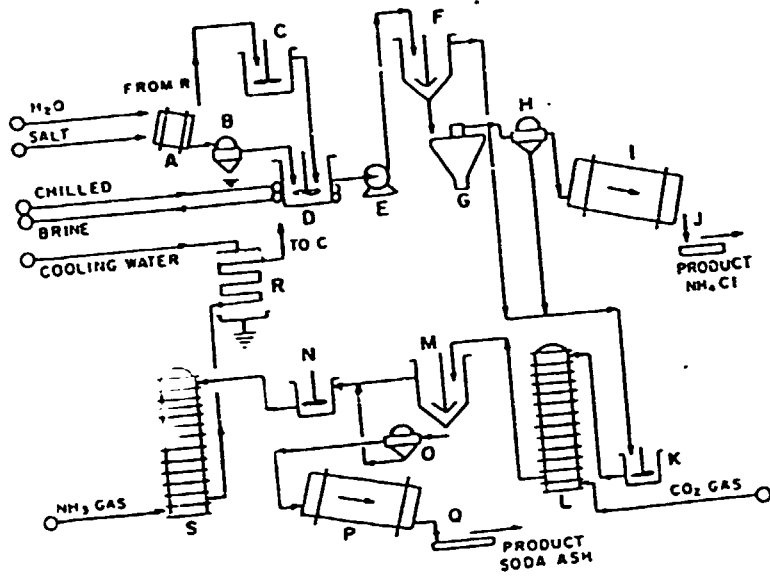 C
F
FROM R
H₂O
B
H
SALT
A
I
CHILLED
D
E
G
J
BRINE
TO C
PRODUCT
NH₄Cl
COOLING WATER
R
N
M
O
K
NH₃ GAS
S
P
Q
L
CO₂ GAS
PRODUCT
SODA ASH